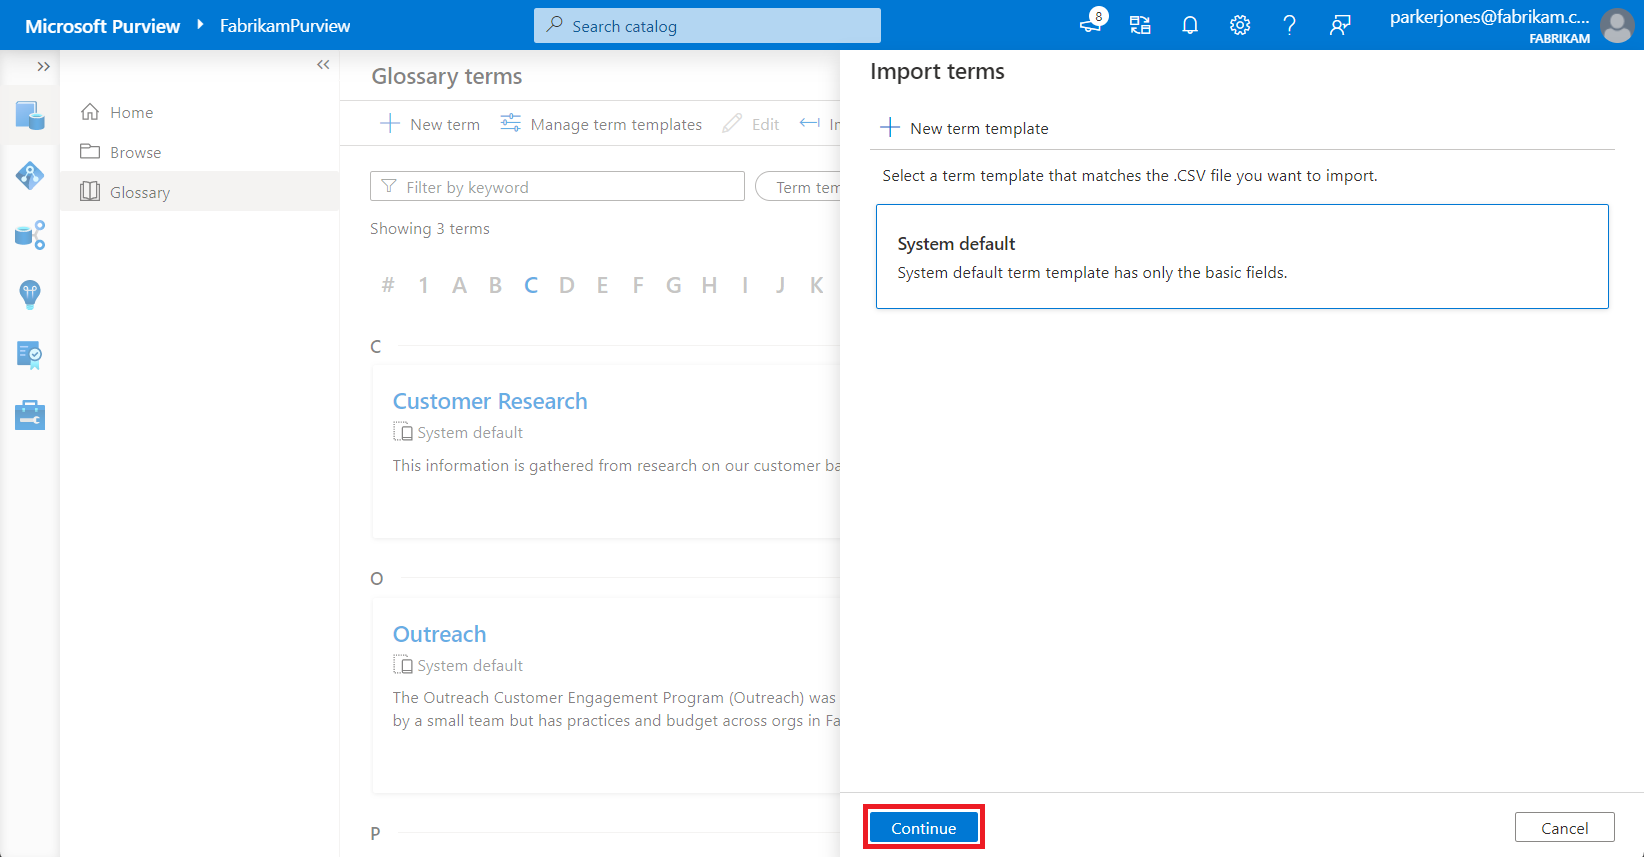 Microsoft Purview
FabrikamPurview
Search catalog
8
parkerjones@fabrikam.c...
FABRIKAM
Home
Browse
Glossary
Glossary terms
New term
Manage term templates
Edit
Filter by keyword
Term tem
Showing 3 terms
# 1 A B C D E F G H I J K
C
Customer Research
System default
This information is gathered from research on our customer ba
O
Outreach
System default
The Outreach Customer Engagement Program (Outreach) was
by a small team but has practices and budget across orgs in Fa
P
Import terms
New term template
Select a term template that matches the .CSV file you want to import.
System default
System default term template has only the basic fields.
Continue
Cancel